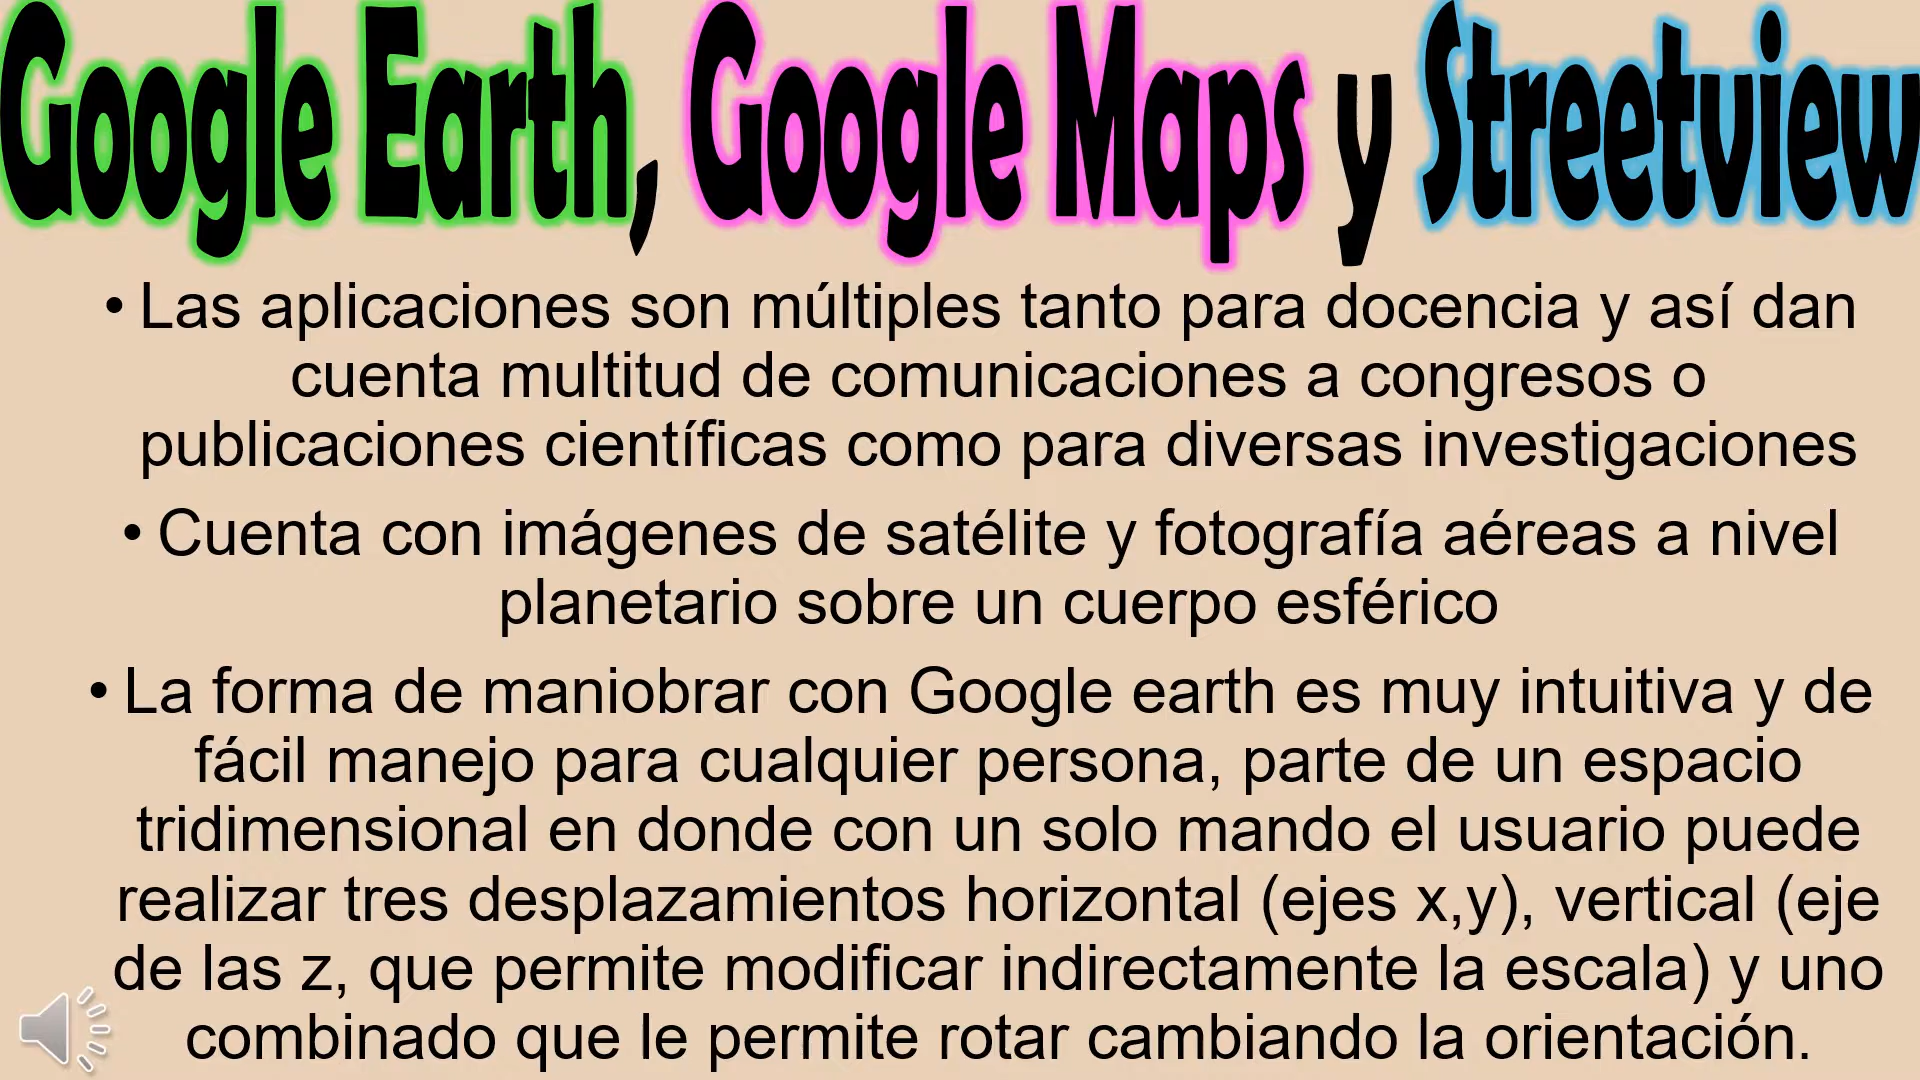 Google Earth, Google Maps y Streetview
• Las aplicaciones son múltiples tanto para docencia y así dan
cuenta multitud de comunicaciones a congresos o
publicaciones científicas como para diversas investigaciones
• Cuenta con imágenes de satélite y fotografía aéreas a nivel
planetario sobre un cuerpo esférico
• La forma de maniobrar con Google earth es muy intuitiva y de
fácil manejo para cualquier persona, parte de un espacio
tridimensional en donde con un solo mando el usuario puede
realizar tres desplazamientos horizontal (ejes x,y), vertical (eje
de las z, que permite modificar indirectamente la escala) y uno
combinado que le permite rotar cambiando la orientación.